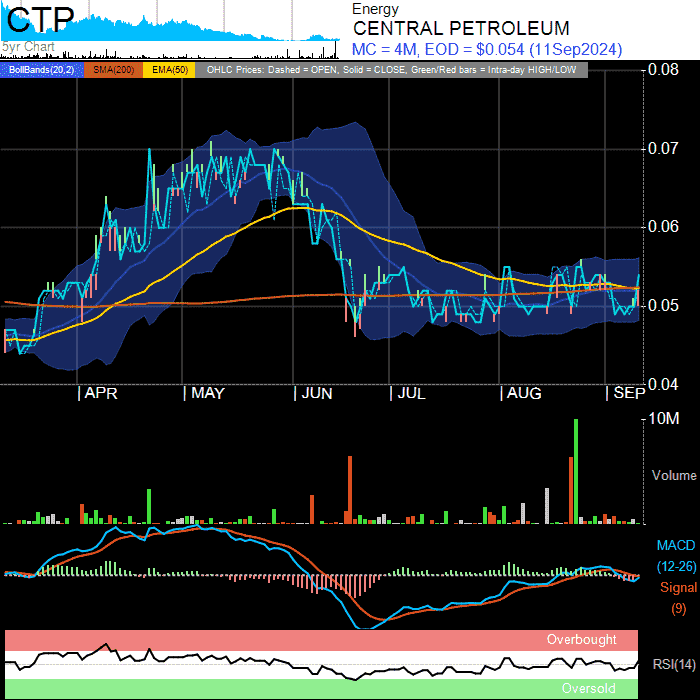 CTP
5yr Chart
Energy
CENTRAL PETROLEUM
MC = 4M, EOD = $0.054 (11Sep2024)
BollBands(20,2) SMA(200) EMA(50) OHLC Prices: Dashed = OPEN, Solid = CLOSE, Green/Red bars = Intra-day HIGH/LOW
0.08
0.07
0.06
0.05
0.04
| APR | MAY | JUN | JUL | AUG | SEP
10M
Volume
MACD
(12-26)
Signal
(9)
Overbought
RSI(14)
Oversold